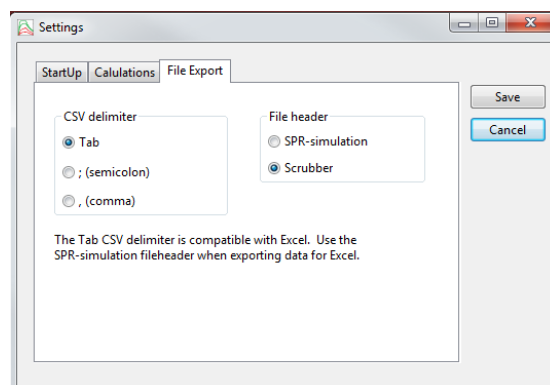 Settings
StartUp
Calulations
File Export
Save
Cancel
CSV delimiter
Tab
; (semicolon)
, (comma)
File header
SPR-simulation
Scrubber
The Tab CSV delimiter is compatible with Excel.  Use the
SPR-simulation fileheader when exporting data for Excel.